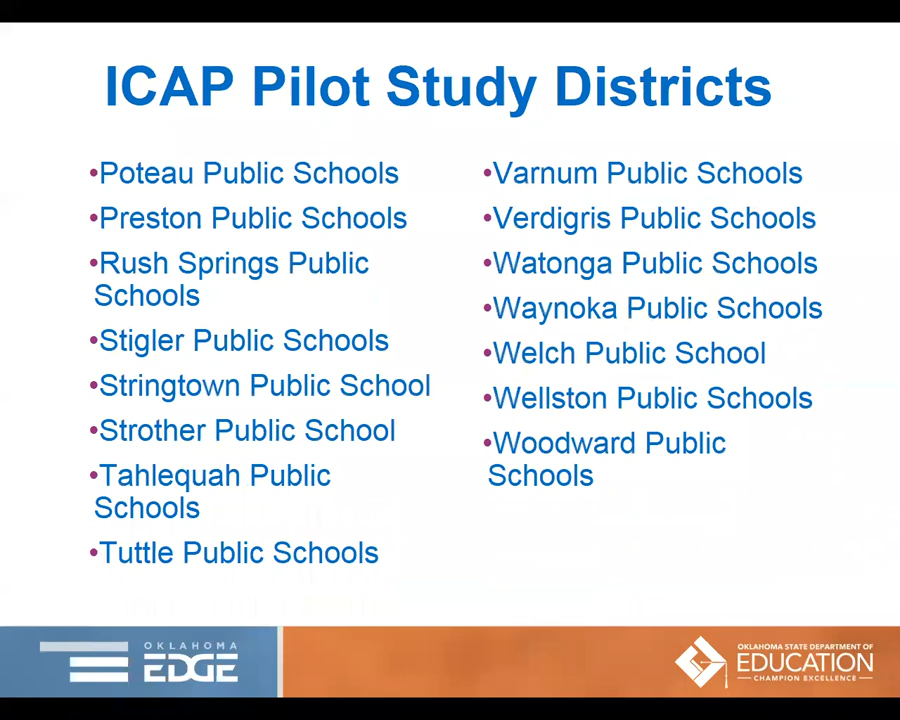 ICAP Pilot Study Districts
•Poteau Public Schools
•Preston Public Schools
•Rush Springs Public
Schools
•Stigler Public Schools
•Stringtown Public School
•Strother Public School
•Tahlequah Public
Schools
•Tuttle Public Schools
•Varnum Public Schools
•Verdigris Public Schools
•Watonga Public Schools
•Waynoka Public Schools
•Welch Public School
•Wellston Public Schools
•Woodward Public
Schools
OKLAHOMA
EDGE
OKLAHOMA STATE DEPARTMENT OF
EDUCATION
CHAMPION EXCELLENCE